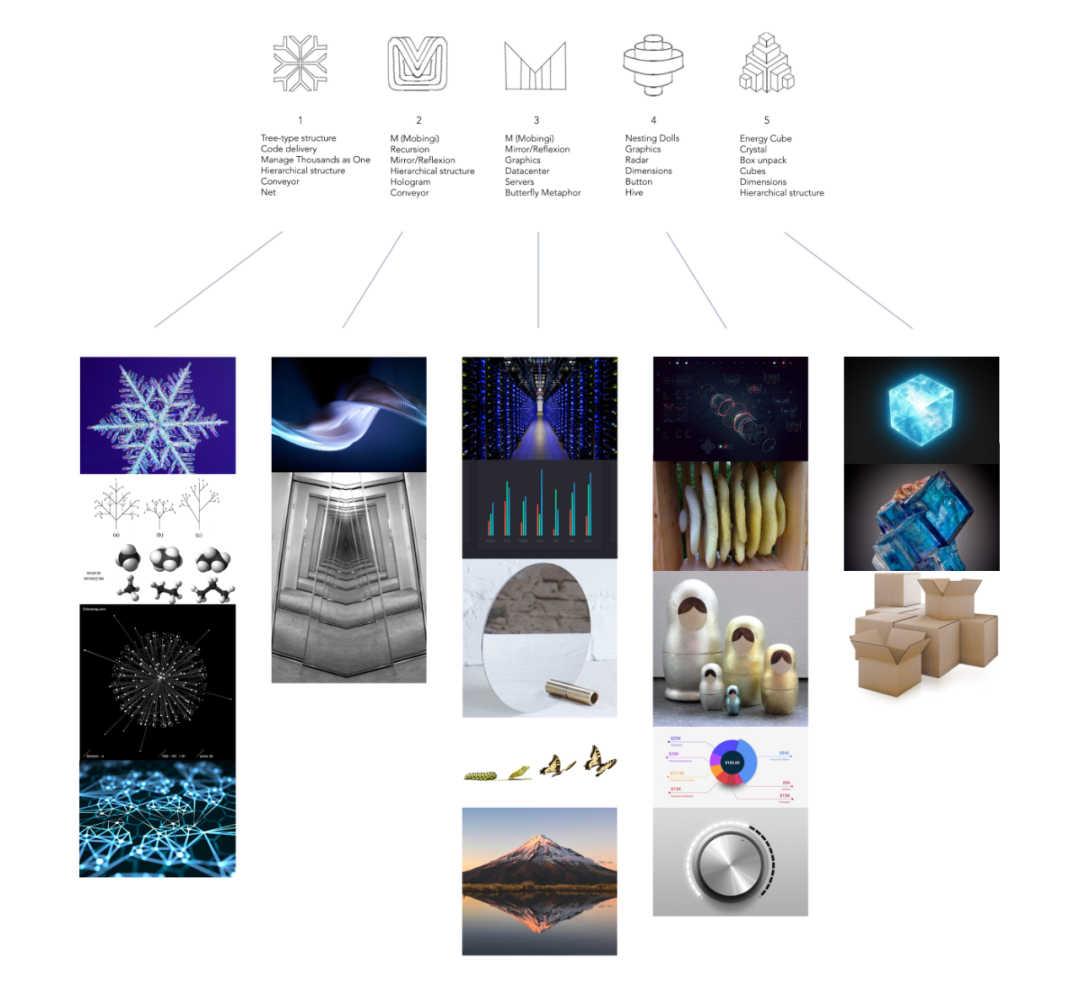 1
Tree-type structure
Code delivery
Manage Thousands as One
Hierarchical structure
Conveyor
Net
2
M (Mobingi)
Recursion
Mirror/Reflexion
Hierarchical structure
Hologram
Conveyor
3
M (Mobingi)
Mirror/Reflexion
Graphics
Datacenter
Servers
Butterfly Metaphor
4
Nesting Dolls
Graphics
Radar
Dimensions
Button
Hive
5
Energy Cube
Crystal
Box unpack
Cubes
Dimensions
Hierarchical structure
(a)
(b)
(c)